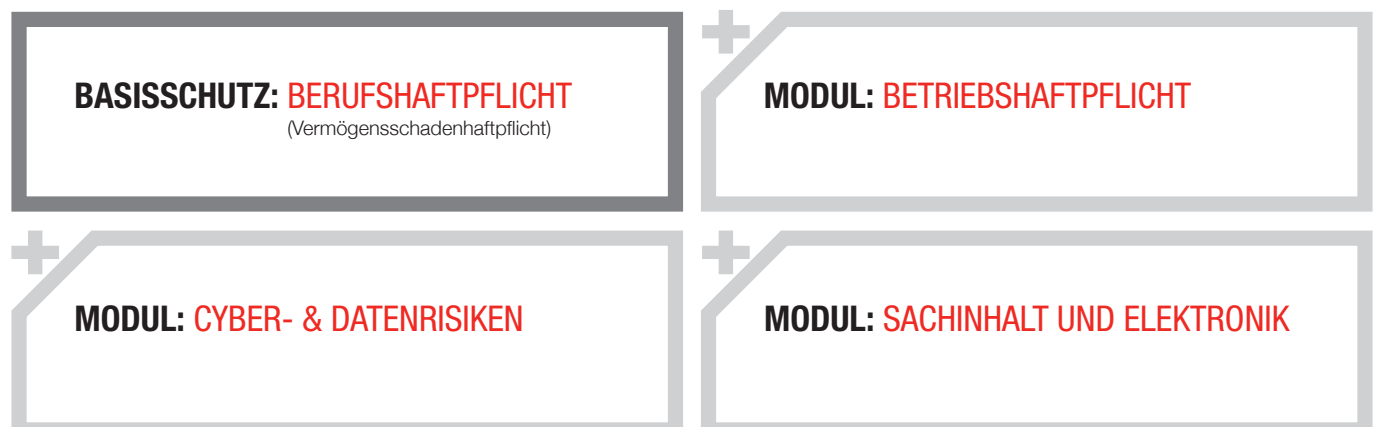 BASISSCHUTZ: BERUFSHAFTPFLICHT
(Vermögensschadenhaftpflicht)
MODUL: BETRIEBSHAFTPFLICHT
MODUL: CYBER- & DATENRISIKEN
MODUL: SACHINHALT UND ELEKTRONIK